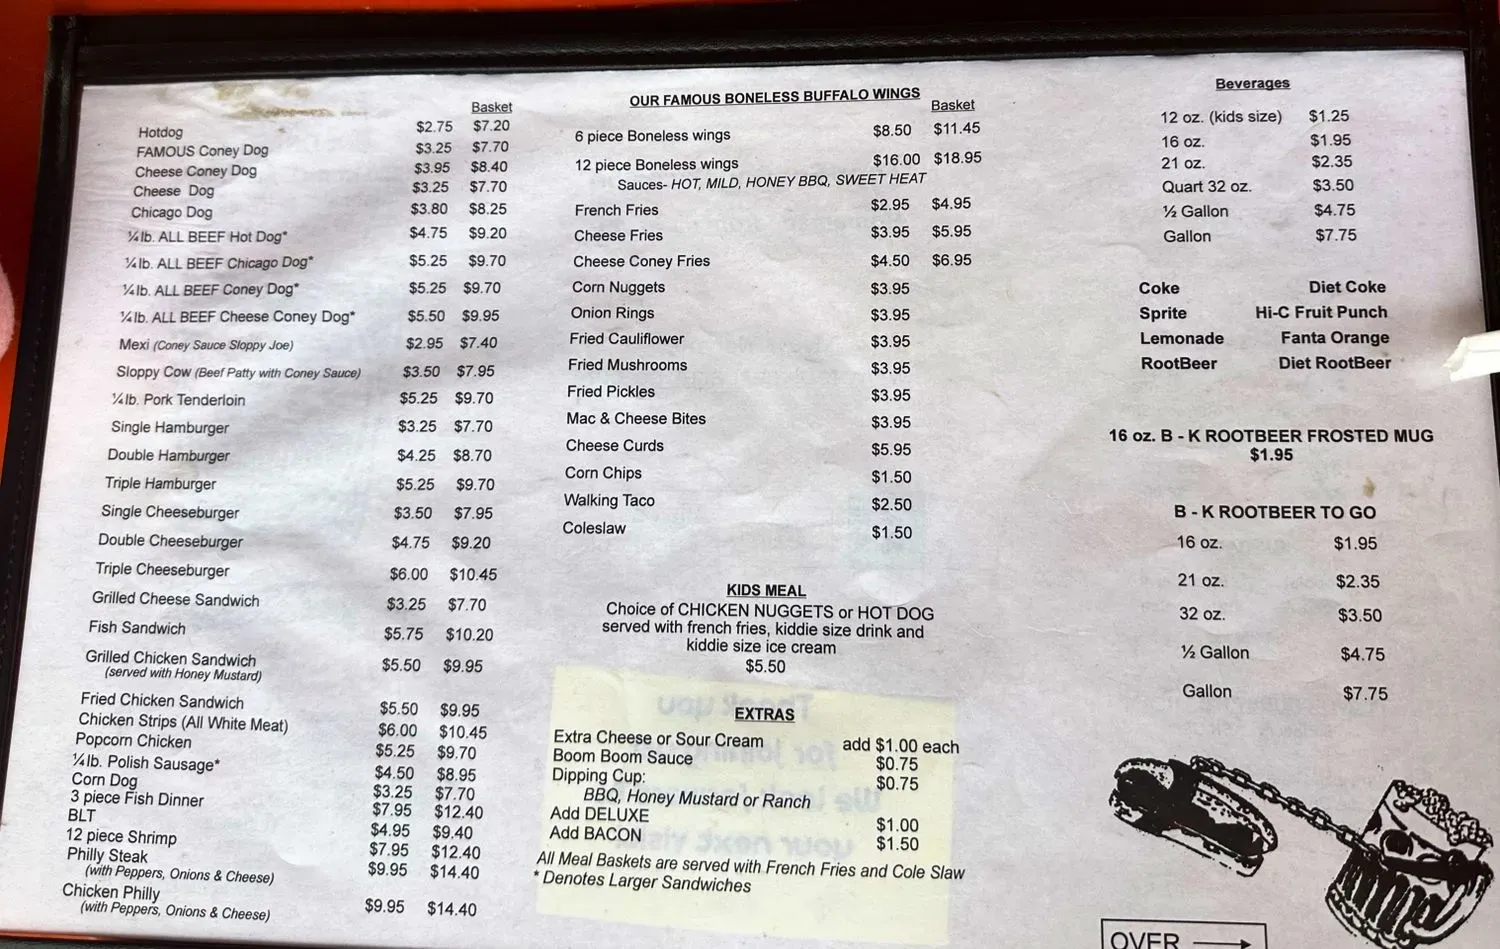 Basket
Hotdog $2.75 $7.20
FAMOUS Coney Dog $3.25 $7.70
Cheese Coney Dog $3.95 $8.40
Cheese Dog $3.25 $7.70
Chicago Dog $3.80 $8.25
¼lb. ALL BEEF Hot Dog* $4.75 $9.20
¼lb. ALL BEEF Chicago Dog* $5.25 $9.70
¼lb. ALL BEEF Coney Dog* $5.25 $9.70
¼lb. ALL BEEF Cheese Coney Dog* $5.50 $9.95
Mexi (Coney Sauce Sloppy Joe) $2.95 $7.40
Sloppy Cow (Beef Patty with Coney Sauce) $3.50 $7.95
¼lb. Pork Tenderloin $5.25 $9.70
Single Hamburger $3.25 $7.70
Double Hamburger $4.25 $8.70
Triple Hamburger $5.25 $9.70
Single Cheeseburger $3.50 $7.95
Double Cheeseburger $4.75 $9.20
Triple Cheeseburger $6.00 $10.45
Grilled Cheese Sandwich $3.25 $7.70
Fish Sandwich $5.75 $10.20
Grilled Chicken Sandwich $5.50 $9.95
(served with Honey Mustard)
Fried Chicken Sandwich $5.50 $9.95
Chicken Strips (All White Meat) $6.00 $10.45
Popcorn Chicken $5.25 $9.70
¼lb. Polish Sausage* $4.50 $8.95
Corn Dog $3.25 $7.70
3 piece Fish Dinner $7.95 $12.40
BLT $4.95 $9.40
12 piece Shrimp $7.95 $12.40
Philly Steak $9.95 $14.40
(with Peppers, Onions & Cheese)
Chicken Philly $9.95 $14.40
(with Peppers, Onions & Cheese)
OUR FAMOUS BONELESS BUFFALO WINGS
Basket
6 piece Boneless wings $8.50 $11.45
12 piece Boneless wings $16.00 $18.95
Sauces- HOT, MILD, HONEY BBQ, SWEET HEAT
French Fries $2.95 $4.95
Cheese Fries $3.95 $5.95
Cheese Coney Fries $4.50 $6.95
Corn Nuggets $3.95
Onion Rings $3.95
Fried Cauliflower $3.95
Fried Mushrooms $3.95
Fried Pickles $3.95
Mac & Cheese Bites $3.95
Cheese Curds $5.95
Corn Chips $1.50
Walking Taco $2.50
Coleslaw $1.50
KIDS MEAL
Choice of CHICKEN NUGGETS or HOT DOG
served with french fries, kiddie size drink and
kiddie size ice cream
$5.50
EXTRAS
Extra Cheese or Sour Cream add $1.00 each
Boom Boom Sauce $0.75
Dipping Cup: $0.75
BBQ, Honey Mustard or Ranch
Add DELUXE $1.00
Add BACON $1.50
All Meal Baskets are served with French Fries and Cole Slaw
* Denotes Larger Sandwiches
Beverages
12 oz. (kids size) $1.25
16 oz. $1.95
21 oz. $2.35
Quart 32 oz. $3.50
½ Gallon $4.75
Gallon $7.75
Coke Diet Coke
Sprite Hi-C Fruit Punch
Lemonade Fanta Orange
RootBeer Diet RootBeer
16 oz. B - K ROOTBEER FROSTED MUG
$1.95
B - K ROOTBEER TO GO
16 oz. $1.95
21 oz. $2.35
32 oz. $3.50
½ Gallon $4.75
Gallon $7.75
OVER